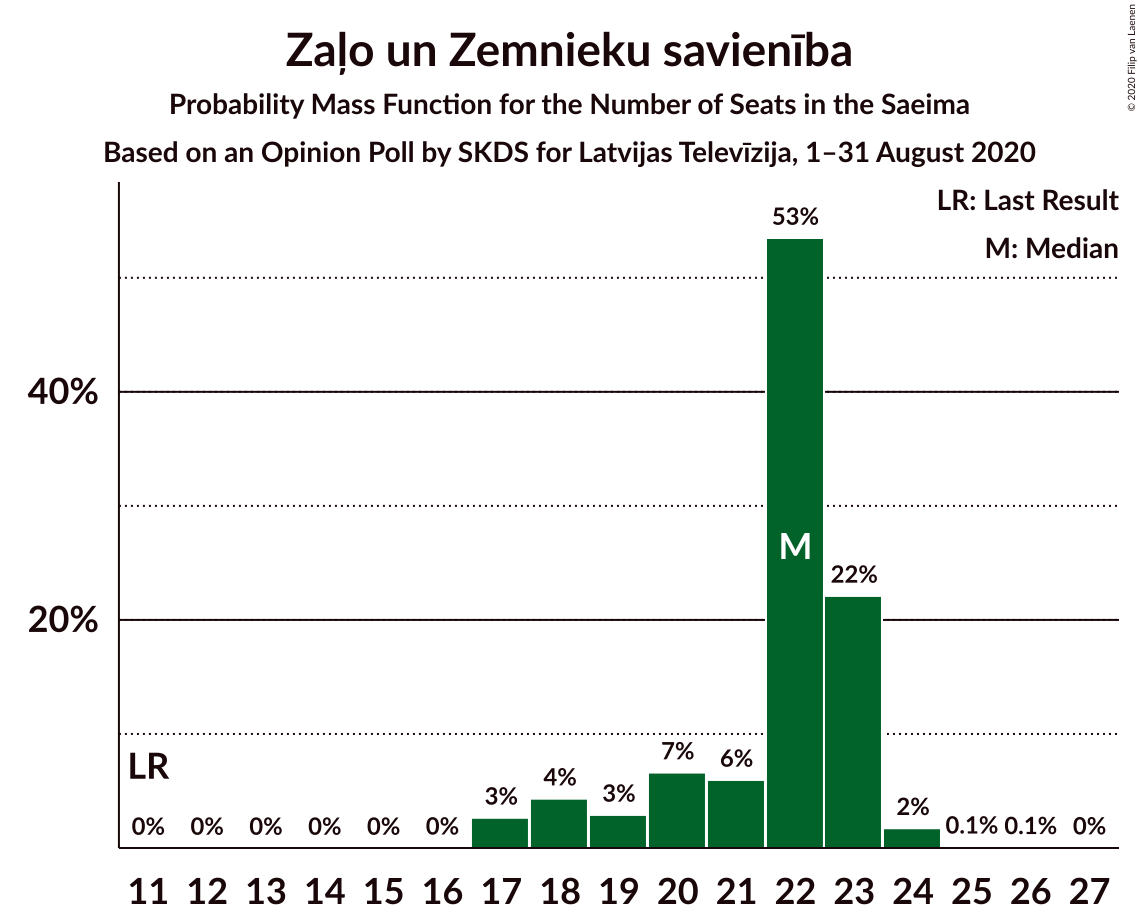 Zaļo un Zemnieku savienība
Probability Mass Function for the Number of Seats in the Saeima
Based on an Opinion Poll by SKDS for Latvijas Televīzija, 1–31 August 2020
© 2020 Filip van Laenen
LR: Last Result
M: Median
53%
40%
M
22%
20%
LR
7%
6%
4%
3%
3%
2%
0% 0% 0% 0% 0% 0% 0.1% 0.1% 0%
11 12 13 14 15 16 17 18 19 20 21 22 23 24 25 26 27